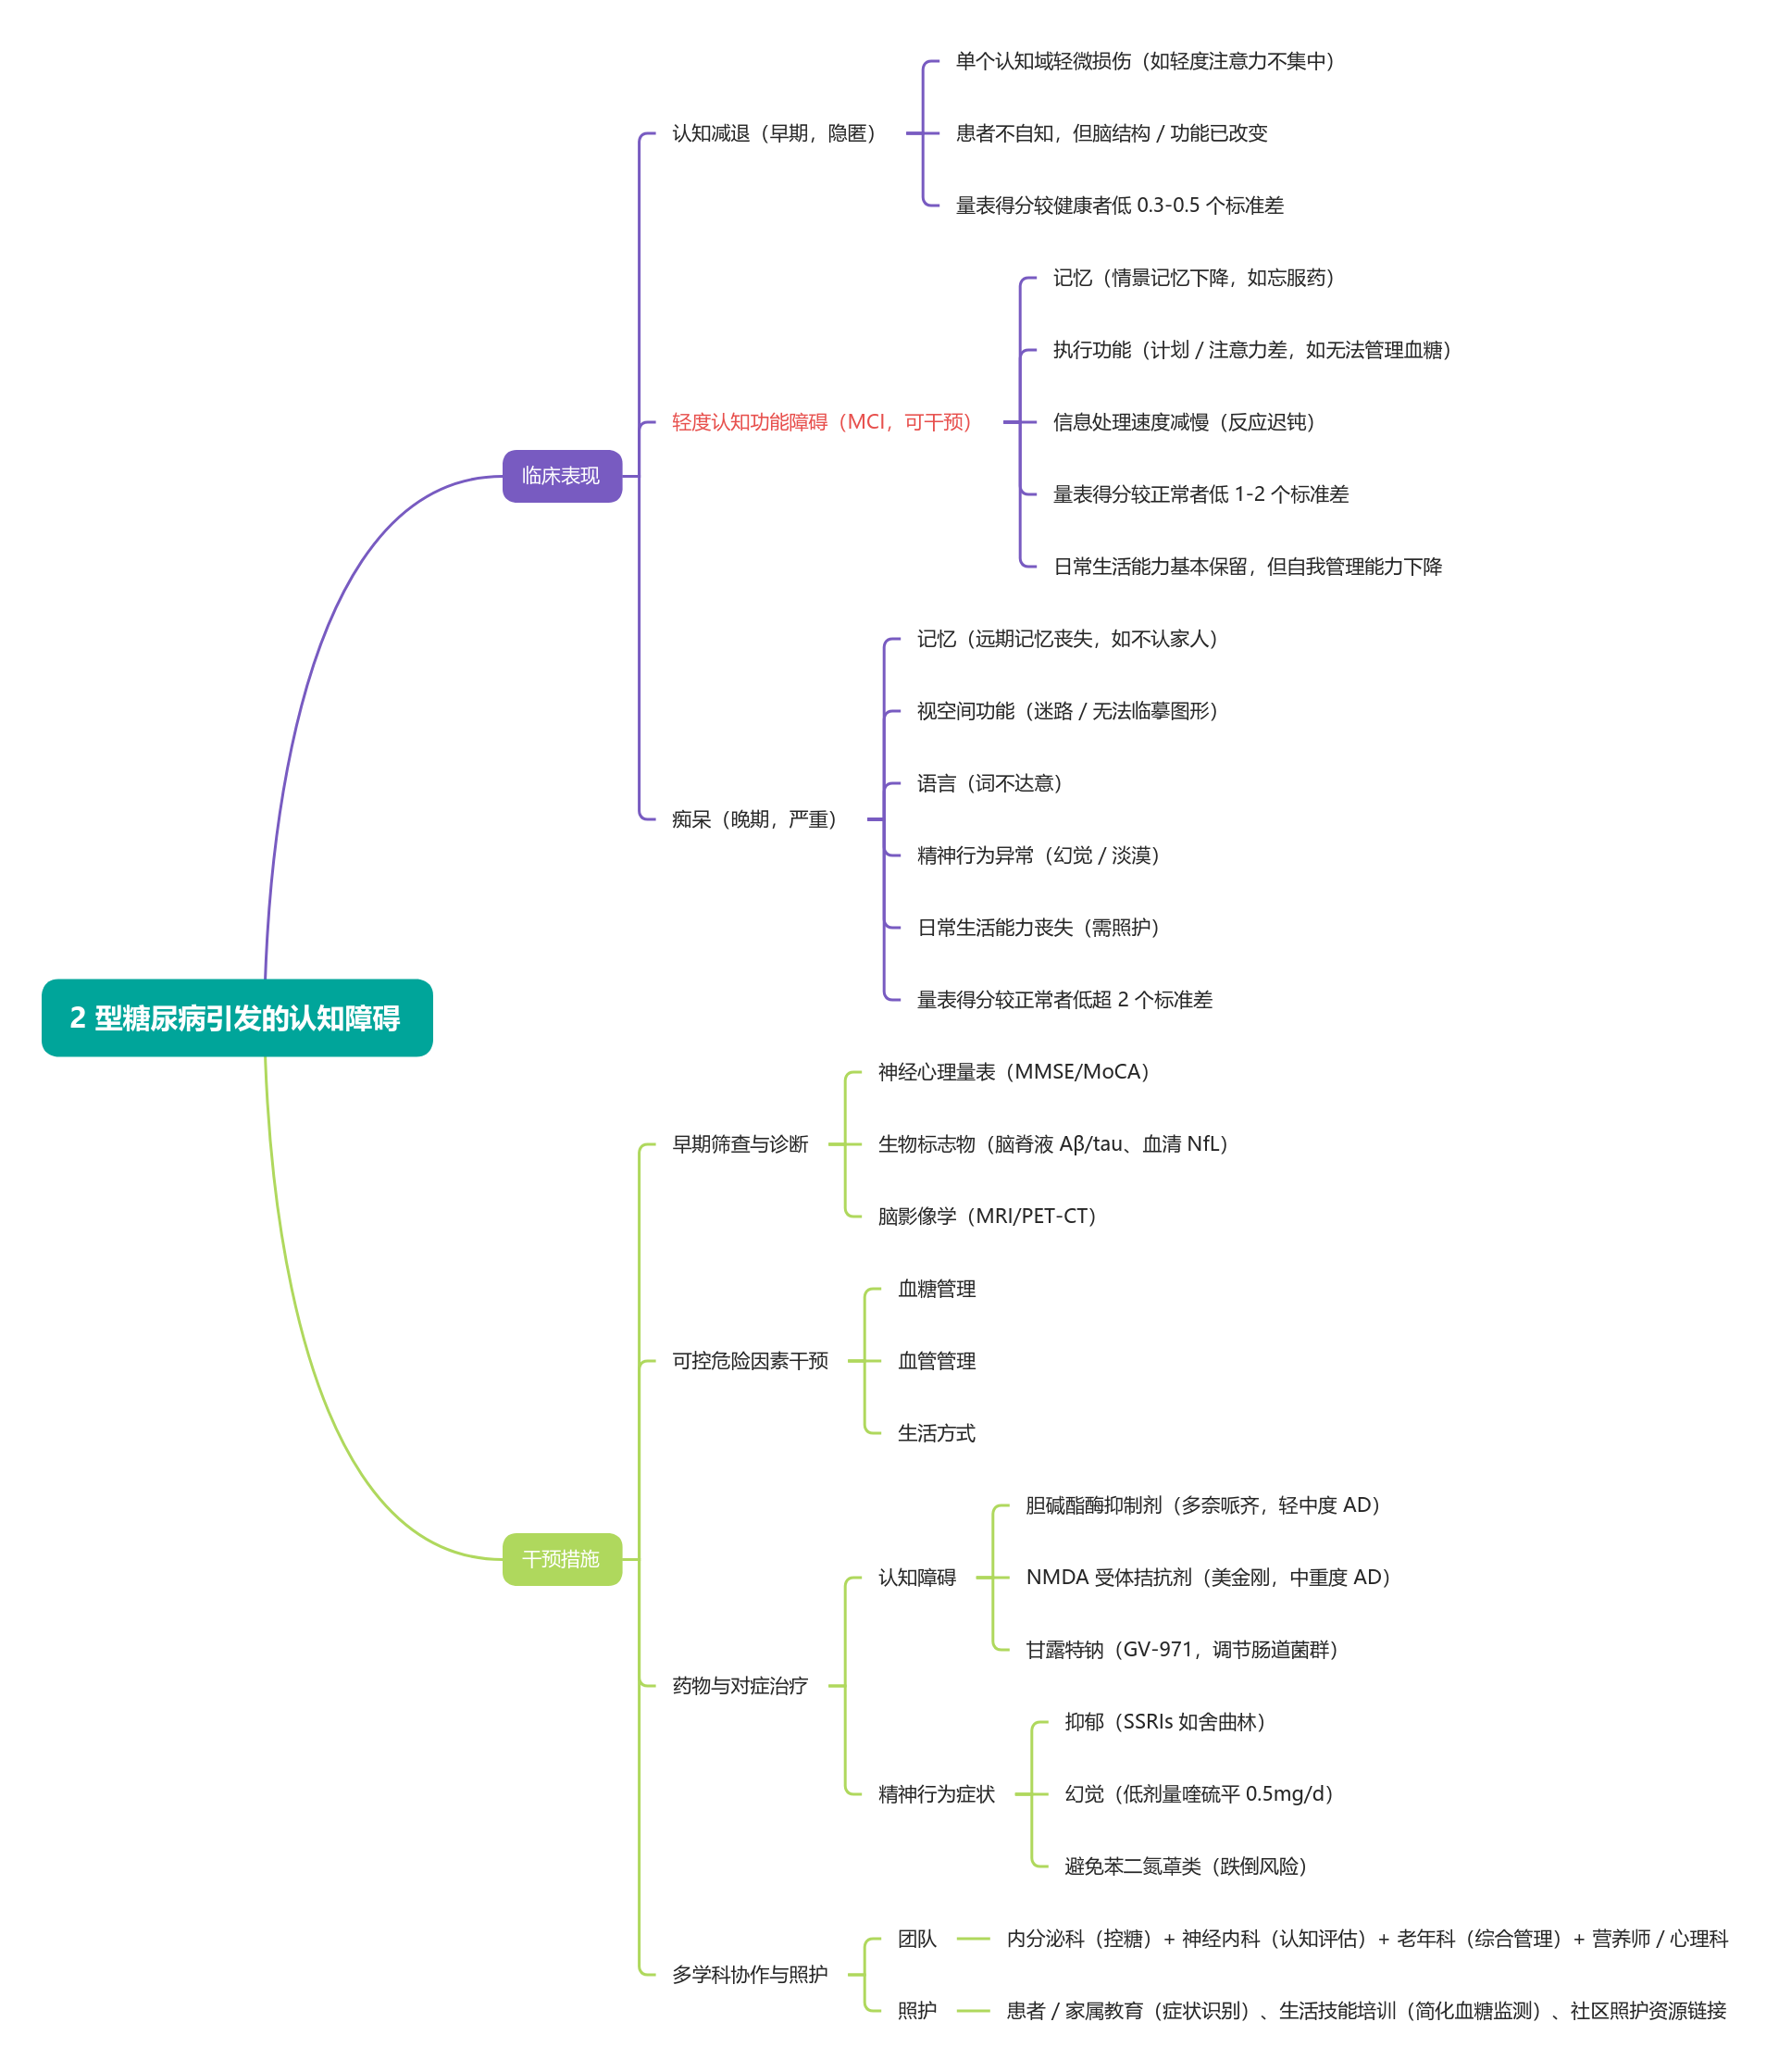 2 型糖尿病引发的认知障碍
临床表现
认知减退（早期，隐匿）
单个认知域轻微损伤（如轻度注意力不集中）
患者不自知，但脑结构 / 功能已改变
量表得分较健康者低 0.3-0.5 个标准差
轻度认知功能障碍（MCI，可干预）
记忆（情景记忆下降，如忘服药）
执行功能（计划 / 注意力差，如无法管理血糖）
信息处理速度减慢（反应迟钝）
量表得分较正常者低 1-2 个标准差
日常生活能力基本保留，但自我管理能力下降
痴呆（晚期，严重）
记忆（远期记忆丧失，如不认家人）
视空间功能（迷路 / 无法临摹图形）
语言（词不达意）
精神行为异常（幻觉 / 淡漠）
日常生活能力丧失（需照护）
量表得分较正常者低超 2 个标准差
干预措施
早期筛查与诊断
神经心理量表（MMSE/MoCA）
生物标志物（脑脊液 Aβ/tau、血清 NfL）
脑影像学（MRI/PET-CT）
可控危险因素干预
血糖管理
血管管理
生活方式
药物与对症治疗
认知障碍
胆碱酯酶抑制剂（多奈哌齐，轻中度 AD）
NMDA 受体拮抗剂（美金刚，中重度 AD）
甘露特钠（GV-971，调节肠道菌群）
精神行为症状
抑郁（SSRIs 如舍曲林）
幻觉（低剂量喹硫平 0.5mg/d）
避免苯二氮䓬类（跌倒风险）
多学科协作与照护
团队
内分泌科（控糖）+ 神经内科（认知评估）+ 老年科（综合管理）+ 营养师 / 心理科
照护
患者 / 家属教育（症状识别）、生活技能培训（简化血糖监测）、社区照护资源链接